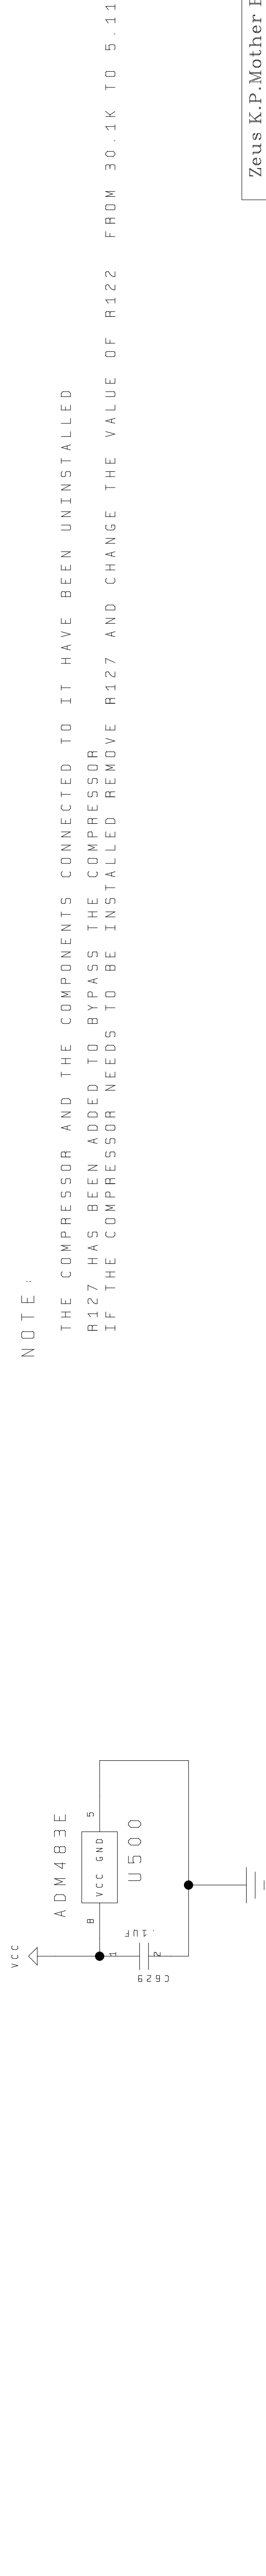 NOTE:
THE COMPRESSOR AND THE COMPONENTS CONNECTED TO IT HAVE BEEN UNINSTALLED
R127 HAS BEEN ADDED TO BYPASS THE COMPRESSOR
IF THE COMPRESSOR NEEDS TO BE INSTALLED REMOVE R127 AND CHANGE THE VALUE OF R122 FROM 30.1K TO 5.11
Zeus K.P.Mother
VCC
ADM483E
8
VCC GND
5
U500
1
.1UF
2
C629